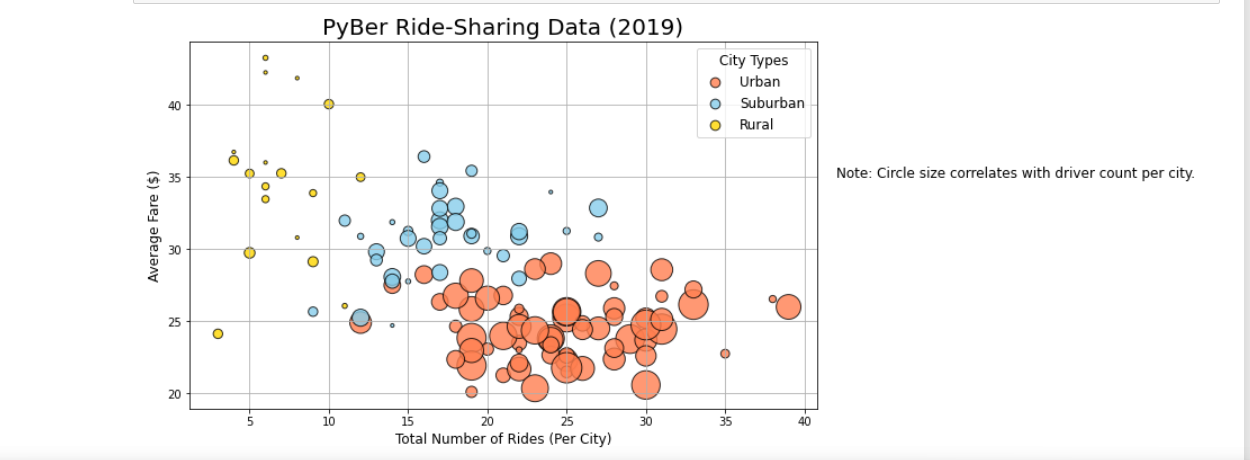 PyBer Ride-Sharing Data (2019)
City Types
Urban
Suburban
Rural
Average Fare ($)
40
35
30
25
20
5 10 15 20 25 30 35 40
Total Number of Rides (Per City)
Note: Circle size correlates with driver count per city.